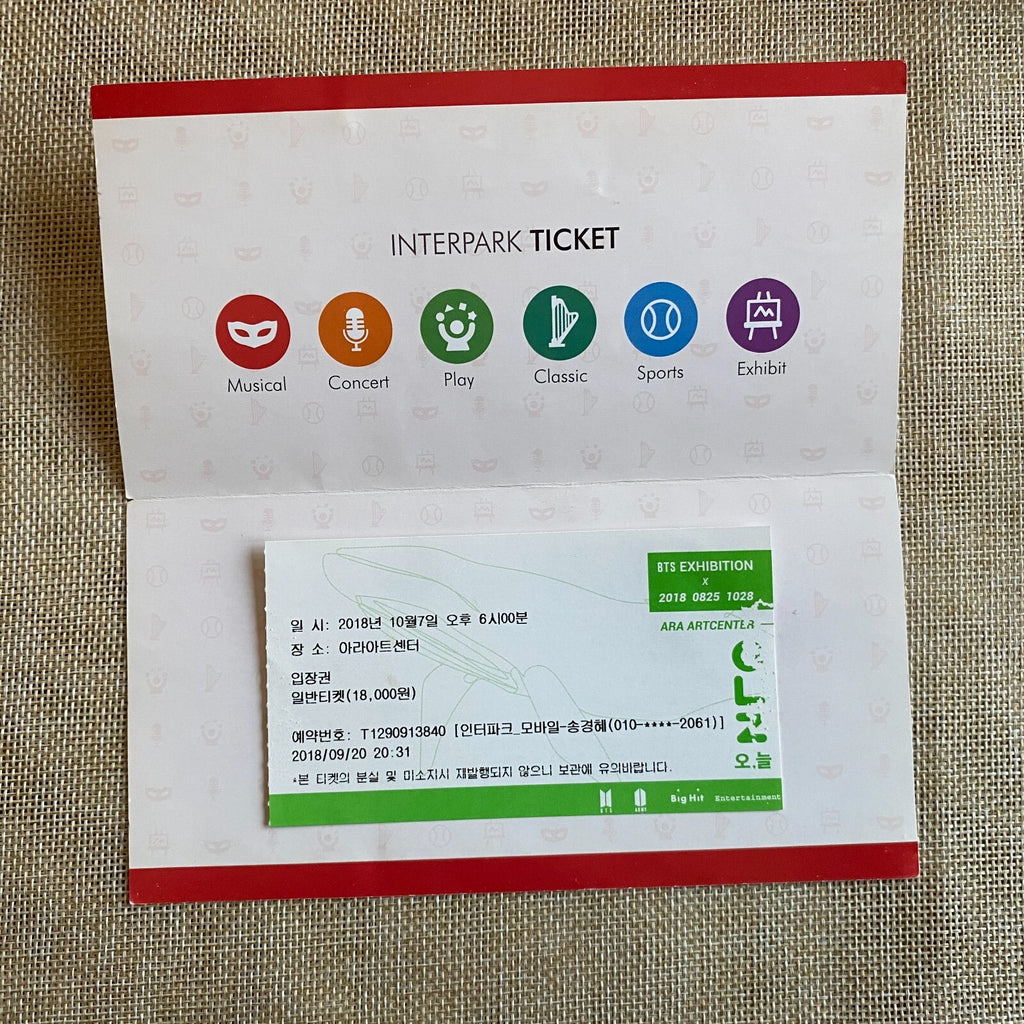 INTERPARK TICKET
Musical
Concert
Play
Classic
Sports
Exhibit
BTS EXHIBITION
X
2018 0825 1028
ARA ARTCENTER
일 시: 2018년 10월7일 오후 6시00분
장 소: 아라아트센터
입장권
일반티켓(18,000원)
예약번호: T1290913840 [인터파크_모바일-송경혜(010-****-2061)]
2018/09/20 20:31
*본 티켓의 분실 및 미소지시 재발행되지 않으니 보관에 유의바랍니다.
오,늘
BTS
ARMY
BigHit Entertainment